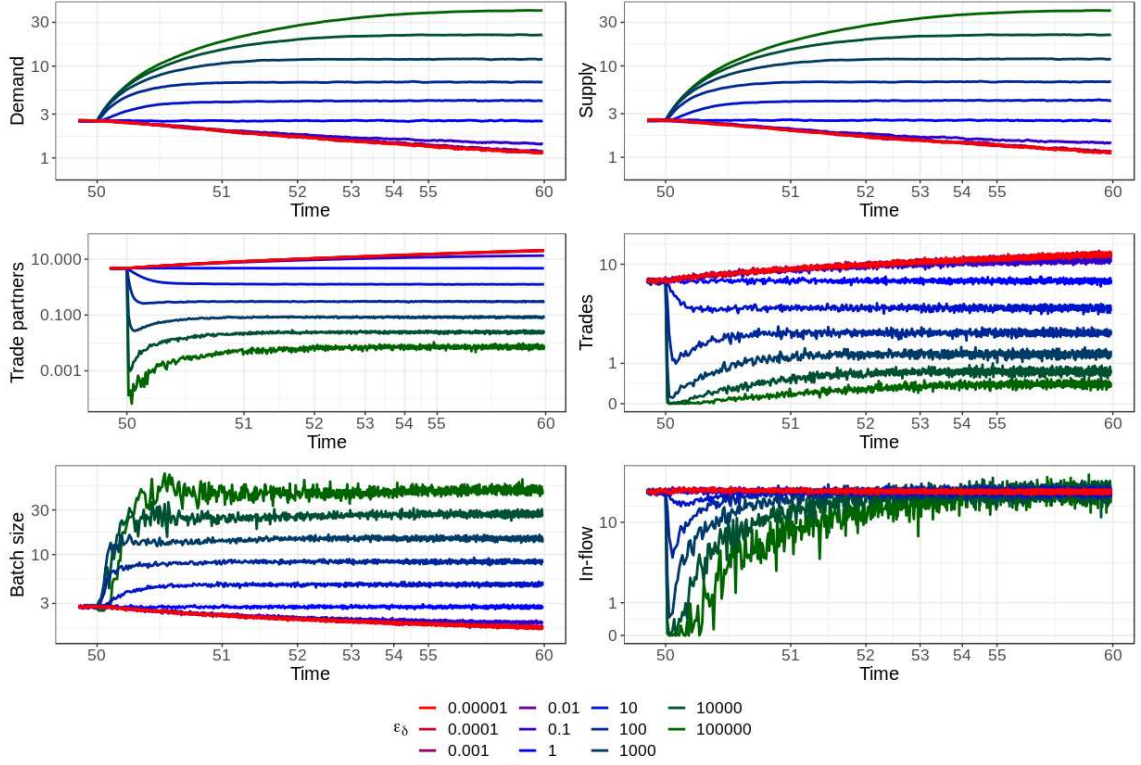 Demand
30
10
3
1
50 51 52 53 54 55 60
Time
Supply
30
10
3
1
50 51 52 53 54 55 60
Time
Trade partners
10.000
0.100
0.001
50 51 52 53 54 55 60
Time
Trades
10
1
0
50 51 52 53 54 55 60
Time
Batch size
30
10
3
50 51 52 53 54 55 60
Time
In-flow
10
1
0
50 51 52 53 54 55 60
Time
0.00001 0.01 10 10000
εδ 0.0001 0.1 100 100000
0.001 1 1000